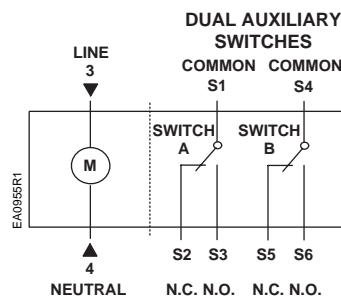 DUAL AUXILIARY
SWITCHES
LINE
3
COMMON COMMON
S1 S4
SWITCH A
SWITCH B
M
EA0955R1
4
NEUTRAL
S2 S3 S5 S6
N.C. N.O. N.C. N.O.